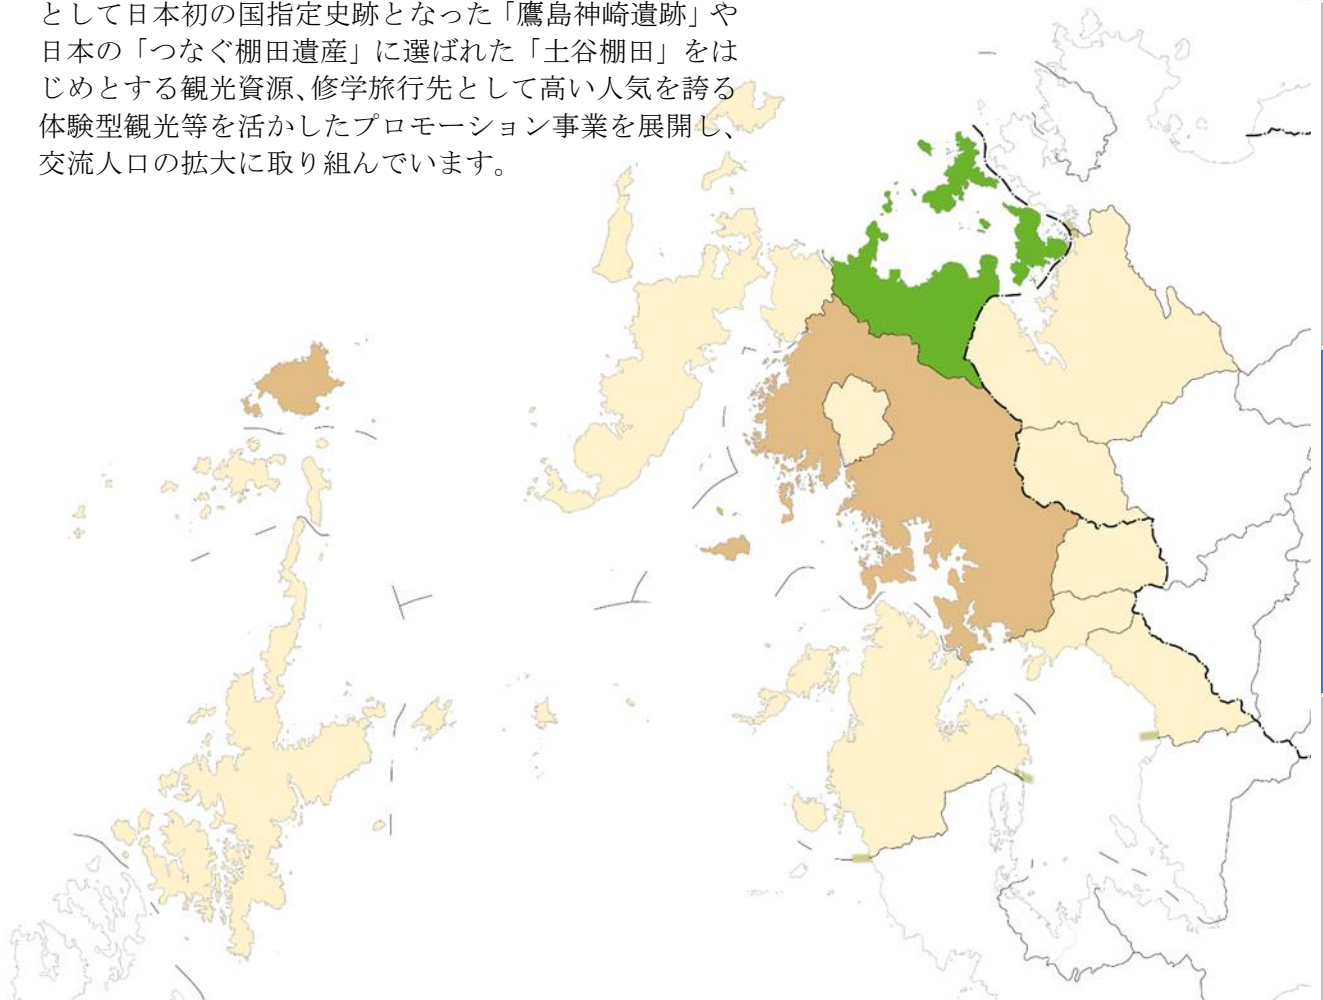 として日本初の国指定史跡となった「鷹島神崎遺跡」や
日本の「つなぐ棚田遺産」に選ばれた「土谷棚田」をは
じめとする観光資源、修学旅行先として高い人気を誇る
体験型観光等を活かしたプロモーション事業を展開し、
交流人口の拡大に取り組んでいます。